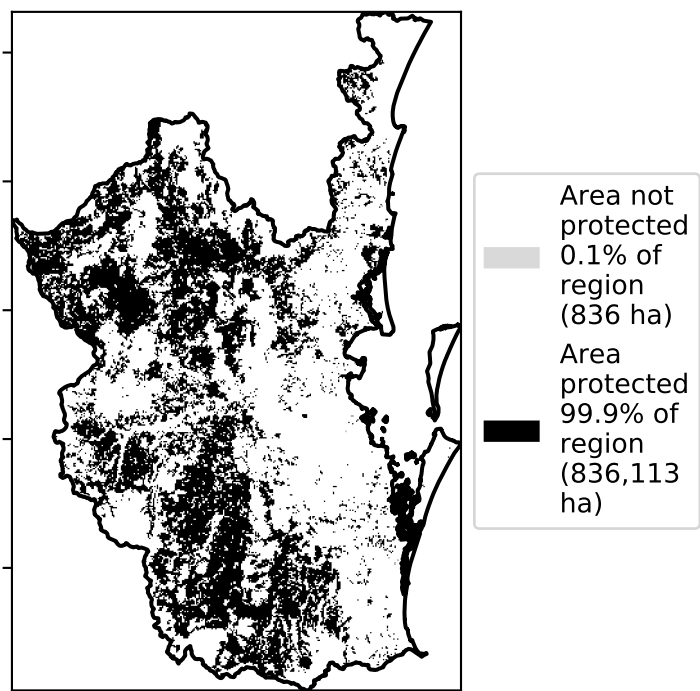 Area not
protected
0.1% of
region
(836 ha)
Area
protected
99.9% of
region
(836,113
ha)